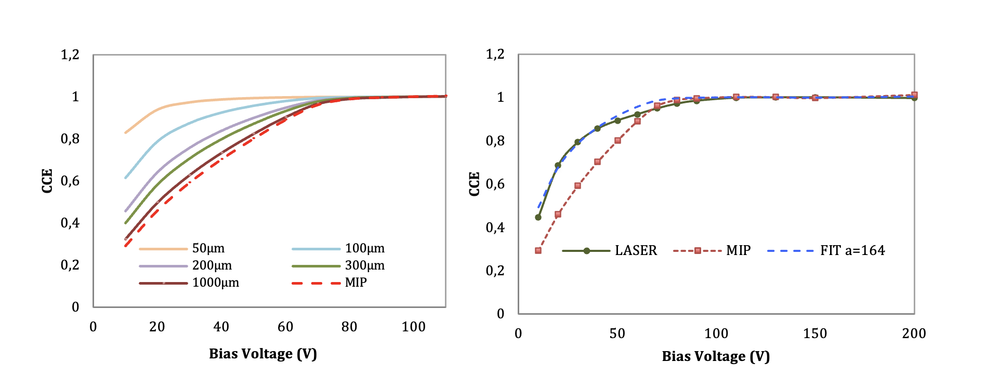 1,2
1
0,8
0,6
0,4
0,2
0
CCE
50µm
100µm
200µm
300µm
1000µm
MIP
0
20
40
60
80
100
Bias Voltage (V)
1,2
1
0,8
0,6
0,4
0,2
0
CCE
LASER
MIP
FIT a=164
0
50
100
150
200
Bias Voltage (V)